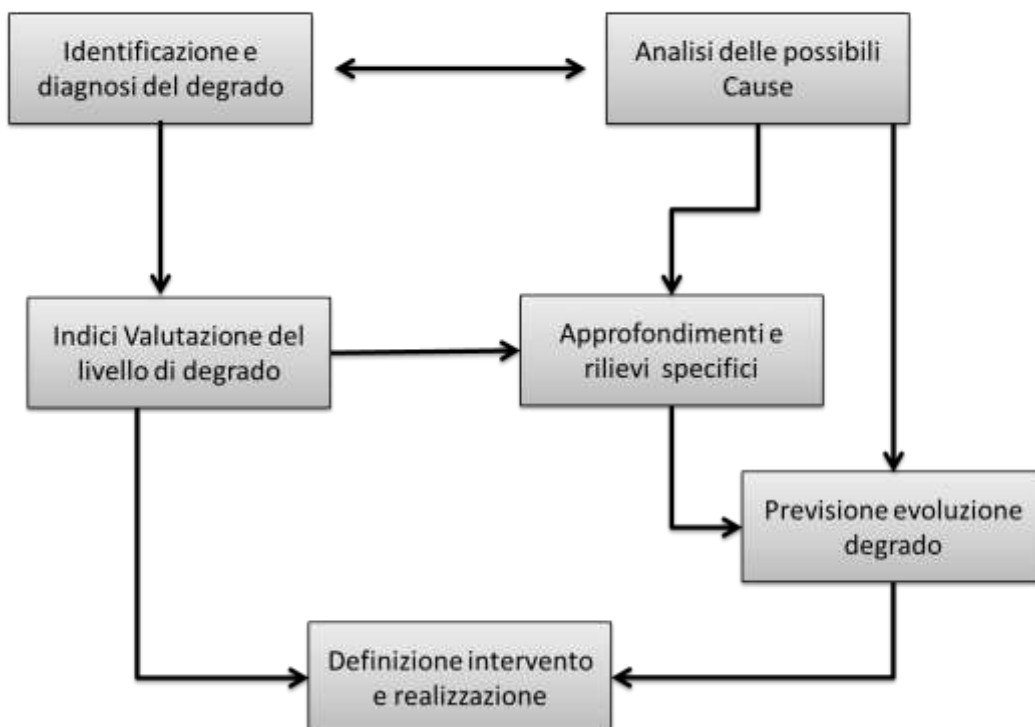 Identificazione e
diagnosi del degrado
Analisi delle possibili
Cause
Indici Valutazione del
livello di degrado
Approfondimenti e
rilievi specifici
Previsione evoluzione
degrado
Definizione intervento
e realizzazione